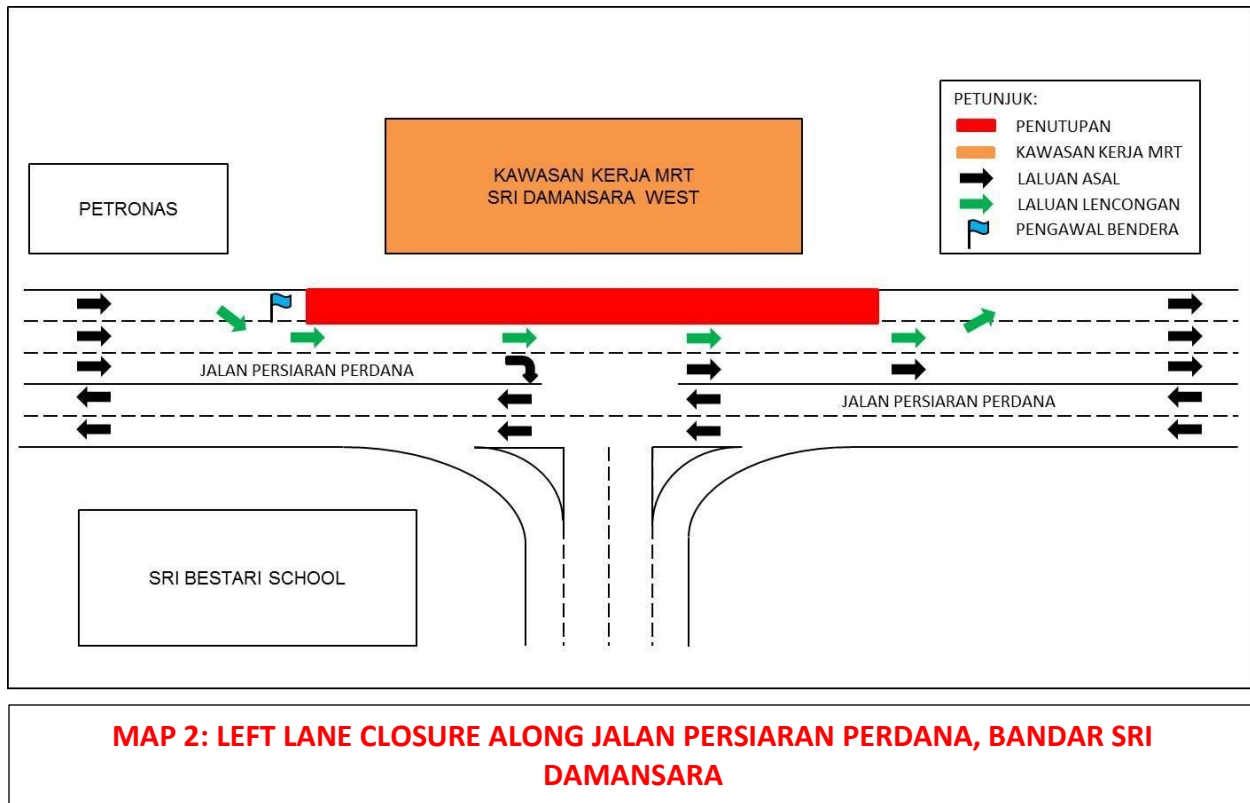 PETUNJUK:
PENUTUPAN
KAWASAN KERJA MRT
LALUAN ASAL
LALUAN LENCONGAN
PENGAWAL BENDERA
KAWASAN KERJA MRT
SRI DAMANSARA WEST
PETRONAS
JALAN PERSIARAN PERDANA
JALAN PERSIARAN PERDANA
SRI BESTARI SCHOOL
MAP 2: LEFT LANE CLOSURE ALONG JALAN PERSIARAN PERDANA, BANDAR SRI
DAMANSARA